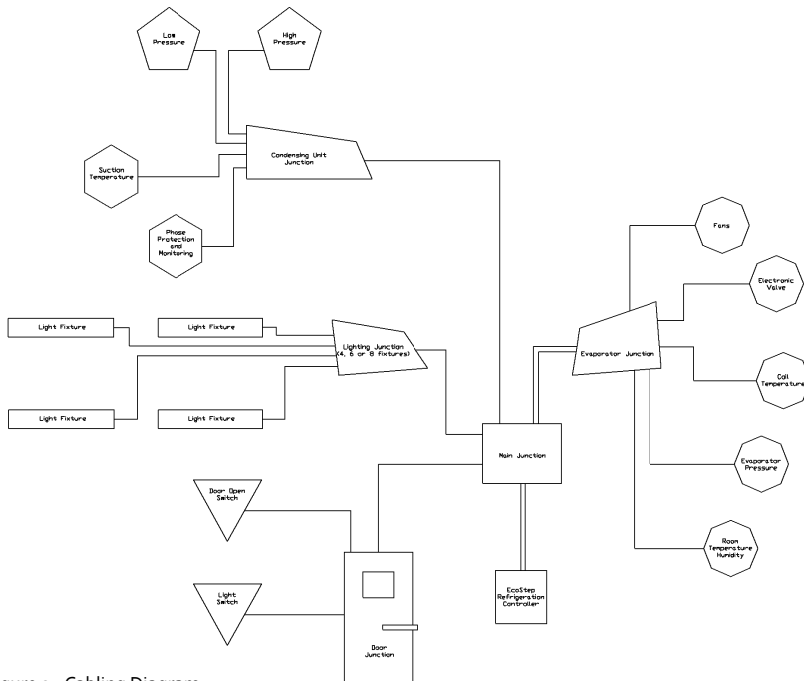 Low
Pressure
High
Pressure
Condensing Unit
Junction
Suction
Temperature
Phase
Protection
and
Monitoring
Fans
Electronic
Valve
Light Fixture
Light Fixture
Lighting Junction
(4, 6 or 8 fixtures)
Evaporator Junction
Coil
Temperature
Light Fixture
Light Fixture
Main Junction
Evaporator
Pressure
Door Open
Switch
Room
Temperature
Humidity
EcoStep
Refrigeration
Controller
Light
Switch
Door
Junction
Cabling Diagram